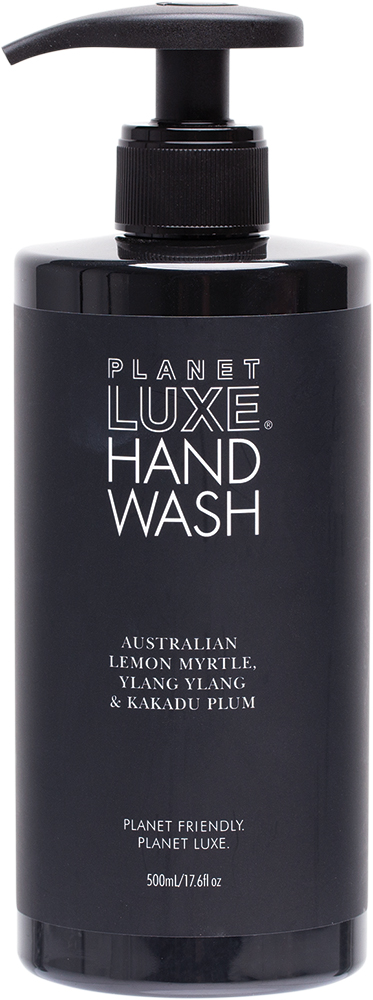 PLANET
LUXE®
HAND
WASH
AUSTRALIAN
LEMON MYRTLE,
YLANG YLANG
& KAKADU PLUM
PLANET FRIENDLY.
PLANET LUXE.
500mL/17.6fl oz